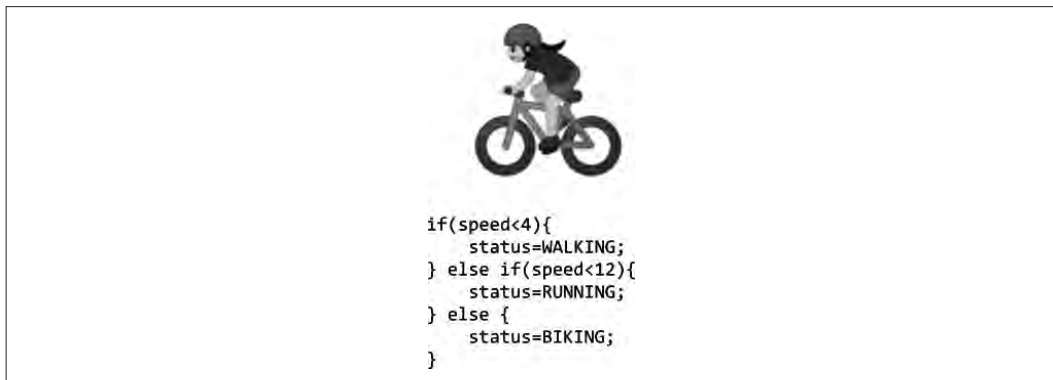 if(speed<4){
    status=WALKING;
} else if(speed<12){
    status=RUNNING;
} else {
    status=BIKING;
}